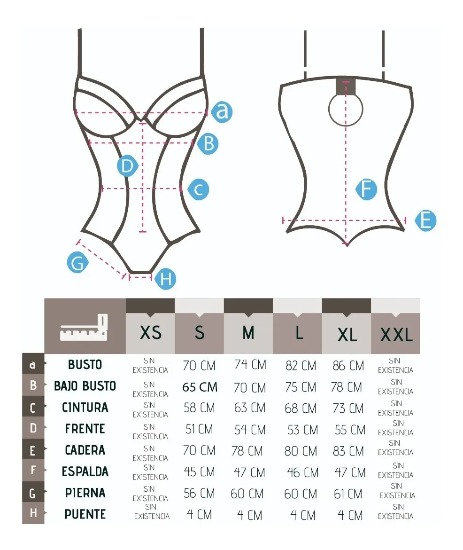 a
B
D
C
F
E
G
H
XS S M L XL XXL
a BUSTO SIN EXISTENCIA 70 CM 74 CM 82 CM 86 CM SIN EXISTENCIA
B BAJO BUSTO SIN EXISTENCIA 65 CM 70 CM 75 CM 78 CM SIN EXISTENCIA
C CINTURA SIN EXISTENCIA 58 CM 63 CM 68 CM 73 CM SIN EXISTENCIA
D FRENTE SIN EXISTENCIA 51 CM 54 CM 53 CM 55 CM SIN EXISTENCIA
E CADERA SIN EXISTENCIA 70 CM 78 CM 80 CM 83 CM SIN EXISTENCIA
F ESPALDA SIN EXISTENCIA 45 CM 47 CM 46 CM 47 CM SIN EXISTENCIA
G PIERNA SIN EXISTENCIA 56 CM 60 CM 60 CM 61 CM SIN EXISTENCIA
H PUENTE SIN EXISTENCIA 4 CM 4 CM 4 CM 4 CM SIN EXISTENCIA